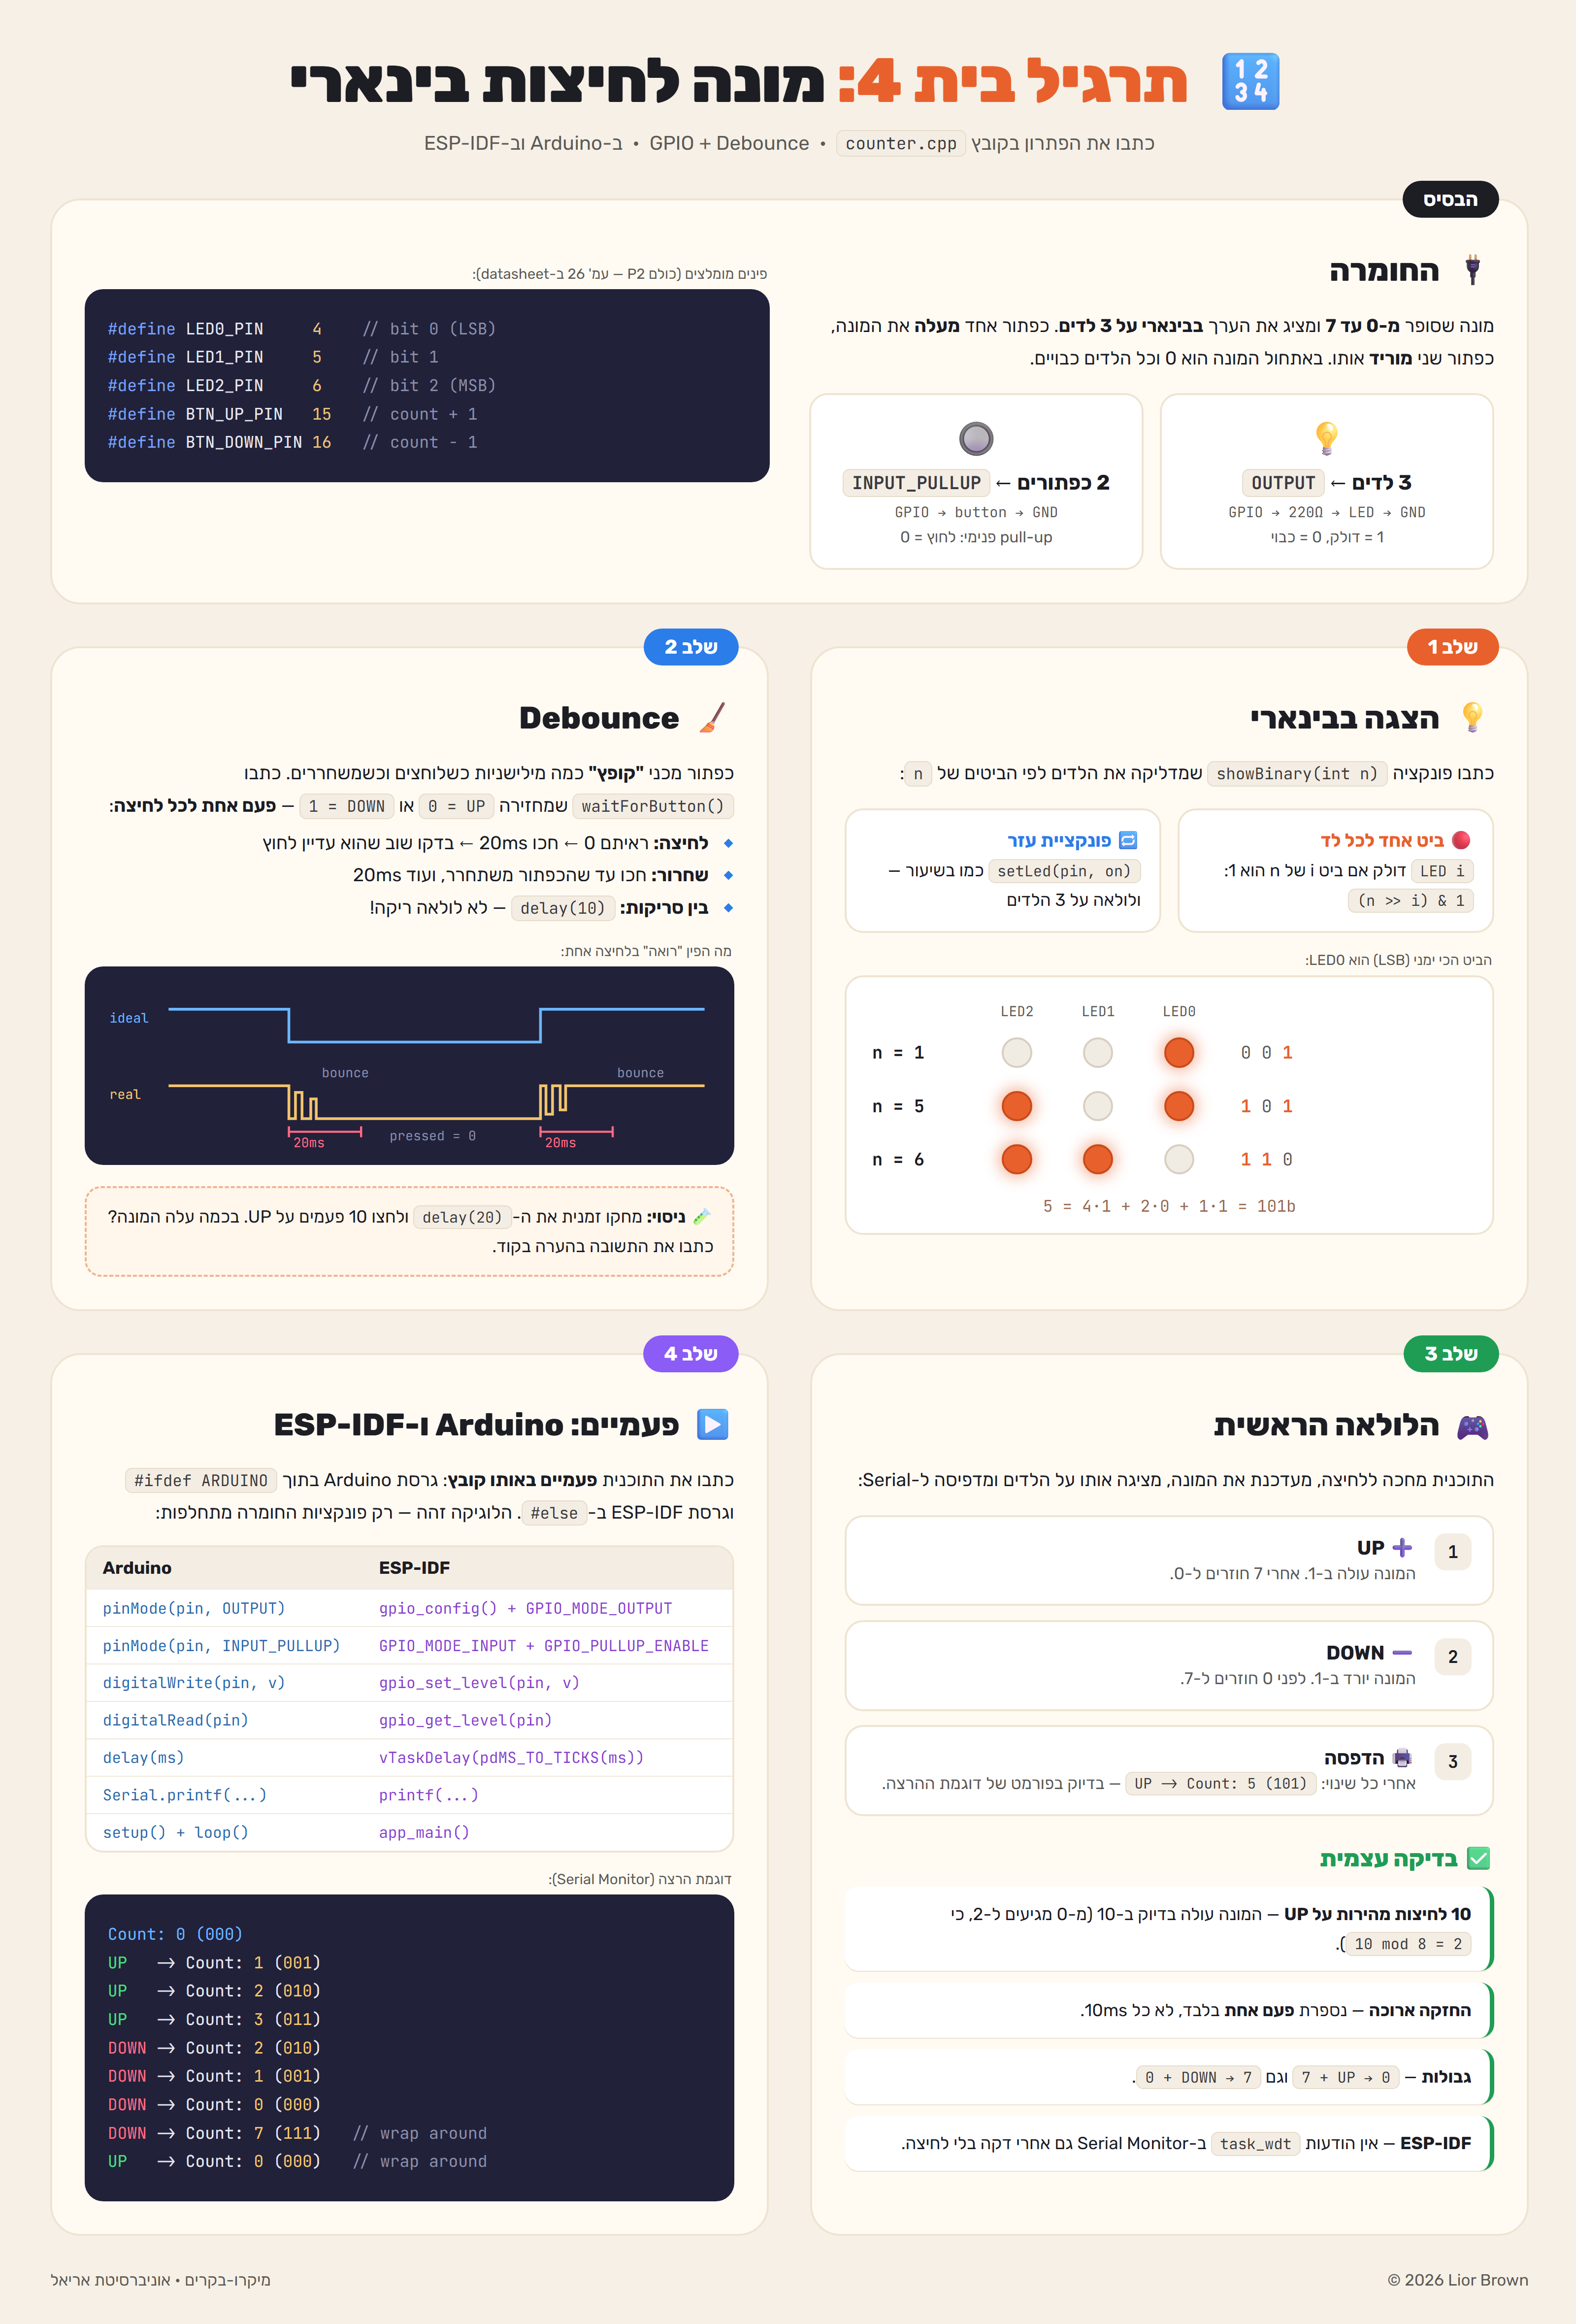 תרגיל בית 4: מונה לחיצות בינארי
כתבו את הפתרון בקובץ counter.cpp • GPIO + Debounce • ב-Arduino וב-ESP-IDF
הבסיס
החומרה
מונה שסופר מ-0 עד 7 ומציג את הערך בבינארי על 3 לדים. כפתור אחד מעלה את המונה,
כפתור שני מוריד אותו. באתחול המונה הוא 0 וכל הלדים כבויים.
3 לדים ← OUTPUT
GPIO → 220Ω → LED → GND
1 = דולק, 0 = כבוי
2 כפתורים ← INPUT_PULLUP
GPIO → button → GND
pull-up פנימי: לחוץ = 0
פינים מומלצים (כולם P2 — עמ' 26 ב-datasheet):
#define LED0_PIN 4 // bit 0 (LSB)
#define LED1_PIN 5 // bit 1
#define LED2_PIN 6 // bit 2 (MSB)
#define BTN_UP_PIN 15 // count + 1
#define BTN_DOWN_PIN 16 // count - 1
שלב 1
הצגה בבינארי
כתבו פונקציה showBinary(int n) שמדליקה את הלדים לפי הביטים של n:
ביט אחד לכל לד
LED i דולק אם ביט i של n הוא 1:
(n >> i) & 1
פונקציית עזר
setLed(pin, on) כמו בשיעור —
ולולאה על 3 הלדים
הביט הכי ימני (LSB) הוא LED0:
LED2 LED1 LED0
n = 1 0 0 1
n = 5 1 0 1
n = 6 1 1 0
5 = 4·1 + 2·0 + 1·1 = 101b
שלב 2
Debounce
כפתור מכני "קופץ" כמה מילישניות כשלוחצים וכשמשחררים. כתבו
waitForButton() שמחזירה 0 = UP או 1 = DOWN — פעם אחת לכל לחיצה:
לחיצה: ראיתם 0 ← חכו 20ms ← בדקו שוב שהוא עדיין לחוץ
שחרור: חכו עד שהכפתור משתחרר, ועוד 20ms
בין סריקות: delay(10) — לא לולאה ריקה!
מה הפין "רואה" בלחיצה אחת:
ideal
bounce bounce
real
pressed = 0
20ms 20ms
ניסוי: מחקו זמנית את ה-delay(20) ולחצו 10 פעמים על UP. בכמה עלה המונה?
כתבו את התשובה בהערה בקוד.
שלב 3
הלולאה הראשית
התוכנית מחכה ללחיצה, מעדכנת את המונה, מציגה אותו על הלדים ומדפיסה ל-Serial:
1
UP
המונה עולה ב-1. אחרי 7 חוזרים ל-0.
2
DOWN
המונה יורד ב-1. לפני 0 חוזרים ל-7.
3
הדפסה
אחרי כל שינוי: UP -> Count: 5 (101) — בדיוק בפורמט של דוגמת ההרצה.
בדיקה עצמית
10 לחיצות מהירות על UP — המונה עולה בדיוק ב-10 (מ-0 מגיעים ל-2, כי
10 mod 8 = 2).
החזקה ארוכה — נספרת פעם אחת בלבד, לא כל 10ms.
גבולות — 7 + UP → 0 וגם 0 + DOWN → 7.
ESP-IDF — אין הודעות task_wdt ב-Serial Monitor גם אחרי דקה בלי לחיצה.
שלב 4
פעמיים: Arduino ו-ESP-IDF
כתבו את התוכנית פעמיים באותו קובץ: גרסת Arduino בתוך #ifdef ARDUINO
וגרסת ESP-IDF ב-#else. הלוגיקה זהה — רק פונקציות החומרה מתחלפות:
Arduino ESP-IDF
pinMode(pin, OUTPUT) gpio_config() + GPIO_MODE_OUTPUT
pinMode(pin, INPUT_PULLUP) GPIO_MODE_INPUT + GPIO_PULLUP_ENABLE
digitalWrite(pin, v) gpio_set_level(pin, v)
digitalRead(pin) gpio_get_level(pin)
delay(ms) vTaskDelay(pdMS_TO_TICKS(ms))
Serial.printf(...) printf(...)
setup() + loop() app_main()
דוגמת הרצה (Serial Monitor):
Count: 0 (000)
UP -> Count: 1 (001)
UP -> Count: 2 (010)
UP -> Count: 3 (011)
DOWN -> Count: 2 (010)
DOWN -> Count: 1 (001)
DOWN -> Count: 0 (000)
DOWN -> Count: 7 (111) // wrap around
UP -> Count: 0 (000) // wrap around
© 2026 Lior Brown
מיקרו-בקרים • אוניברסיטת אריאל